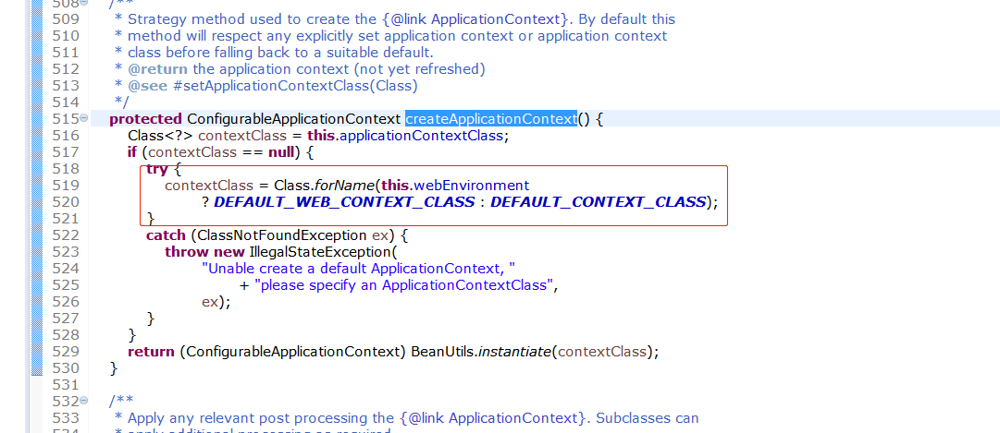 508 /**
509 * Strategy method used to create the {@link ApplicationContext}. By default this
510 * method will respect any explicitly set application context or application context
511 * class before falling back to a suitable default.
512 * @return the application context (not yet refreshed)
513 * @see #setApplicationContextClass(Class)
514 */
515 protected ConfigurableApplicationContext createApplicationContext() {
516 Class<?> contextClass = this.applicationContextClass;
517 if (contextClass == null) {
518 try {
519 contextClass = Class.forName(this.webEnvironment
520 ? DEFAULT_WEB_CONTEXT_CLASS : DEFAULT_CONTEXT_CLASS);
521 }
522 catch (ClassNotFoundException ex) {
523 throw new IllegalStateException(
524 "Unable create a default ApplicationContext, "
525 + "please specify an ApplicationContextClass",
526 ex);
527 }
528 }
529 return (ConfigurableApplicationContext) BeanUtils.instantiate(contextClass);
530 }
531
532 /**
533 * Apply any relevant post processing the {@link ApplicationContext}. Subclasses can
534 * apply additional processing as required.